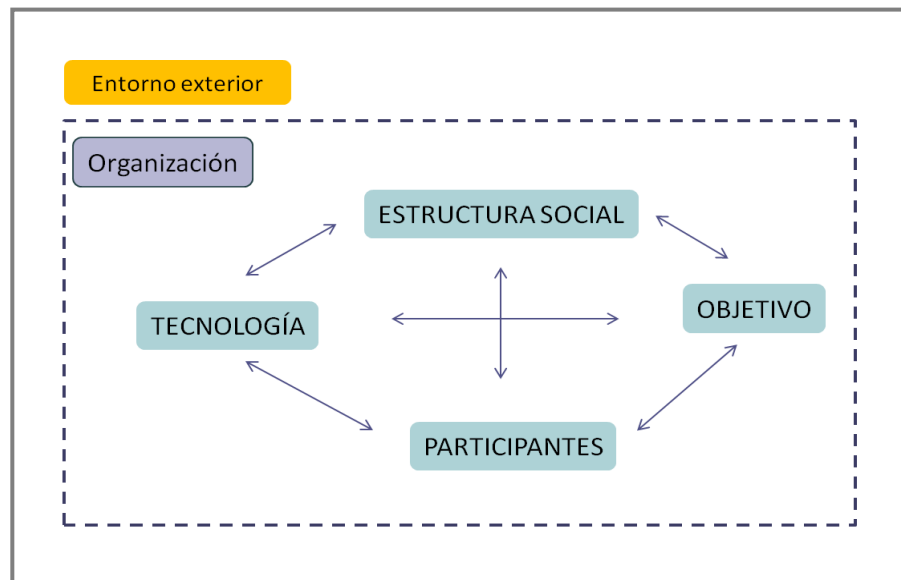 Entorno exterior
Organización
ESTRUCTURA SOCIAL
TECNOLOGÍA
OBJETIVO
PARTICIPANTES